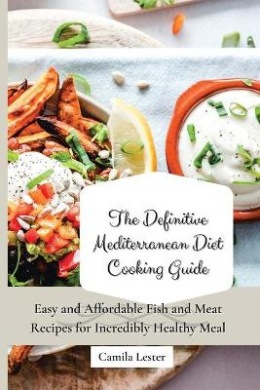 The Definitive
Mediterranean Diet
Cooking Guide
Easy and Affordable Fish and Meat
Recipes for Incredibly Healthy Meal
Camila Lester